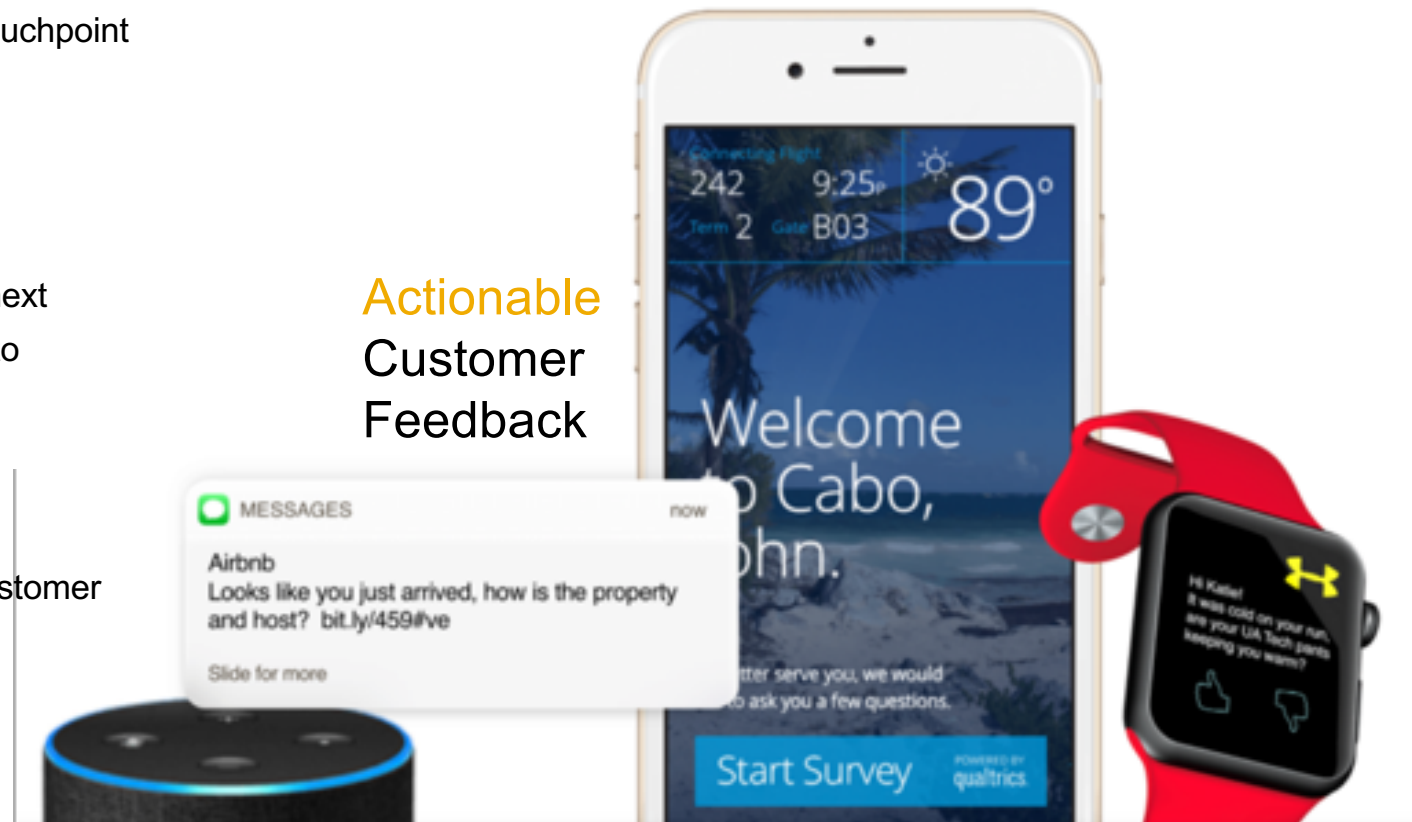 uchpoint
ext
o
stomer
Actionable
Customer
Feedback
MESSAGES
now
Airbnb
Looks like you just arrived, how is the property
and host? bit.ly/459#ve
Slide for more
Connecting Flight
242 9:25P
Term 2 Gate B03
89°
Welcome
to Cabo,
ohn.
tter serve you, we would
to ask you a few questions.
Start Survey
POWERED BY
qualtrics.
Hi Katie!
It was cold on your run,
are your UA Tech pants
keeping you warm?